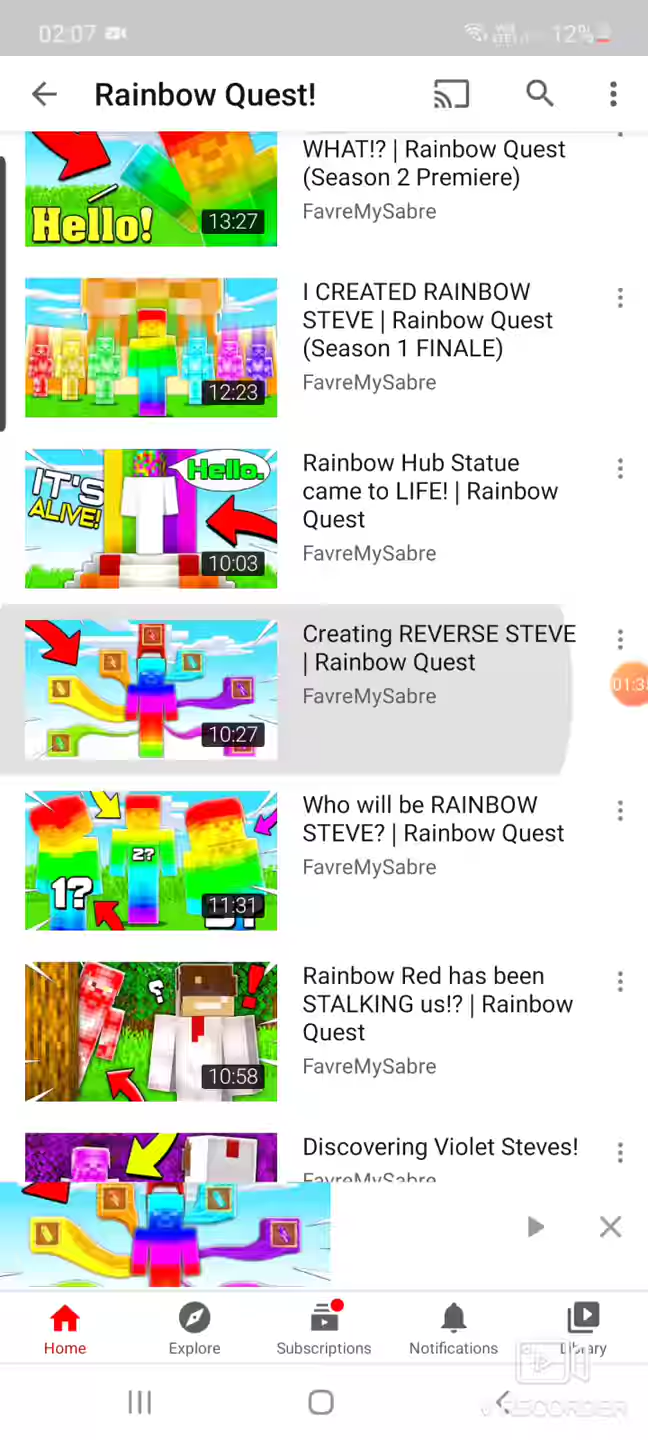 02:07
12%
Rainbow Quest!
WHAT!? | Rainbow Quest
(Season 2 Premiere)
FavreMySabre
Hello!
13:27
I CREATED RAINBOW
STEVE | Rainbow Quest
(Season 1 FINALE)
FavreMySabre
12:23
Rainbow Hub Statue
came to LIFE! | Rainbow
Quest
FavreMySabre
IT'S
ALIVE!
Hello.
10:03
Creating REVERSE STEVE
| Rainbow Quest
FavreMySabre
10:27
Who will be RAINBOW
STEVE? | Rainbow Quest
FavreMySabre
1?
2?
11:31
Rainbow Red has been
STALKING us!? | Rainbow
Quest
FavreMySabre
?
!
10:58
Discovering Violet Steves!
FavreMySabre
Home
Explore
Subscriptions
Notifications
Library
V RECORDER